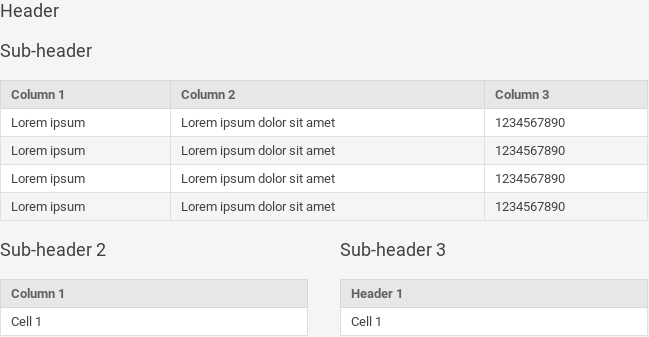 Header
Sub-header
Column 1 Column 2 Column 3
Lorem ipsum Lorem ipsum dolor sit amet 1234567890
Lorem ipsum Lorem ipsum dolor sit amet 1234567890
Lorem ipsum Lorem ipsum dolor sit amet 1234567890
Lorem ipsum Lorem ipsum dolor sit amet 1234567890
Sub-header 2
Column 1
Cell 1
Sub-header 3
Header 1
Cell 1